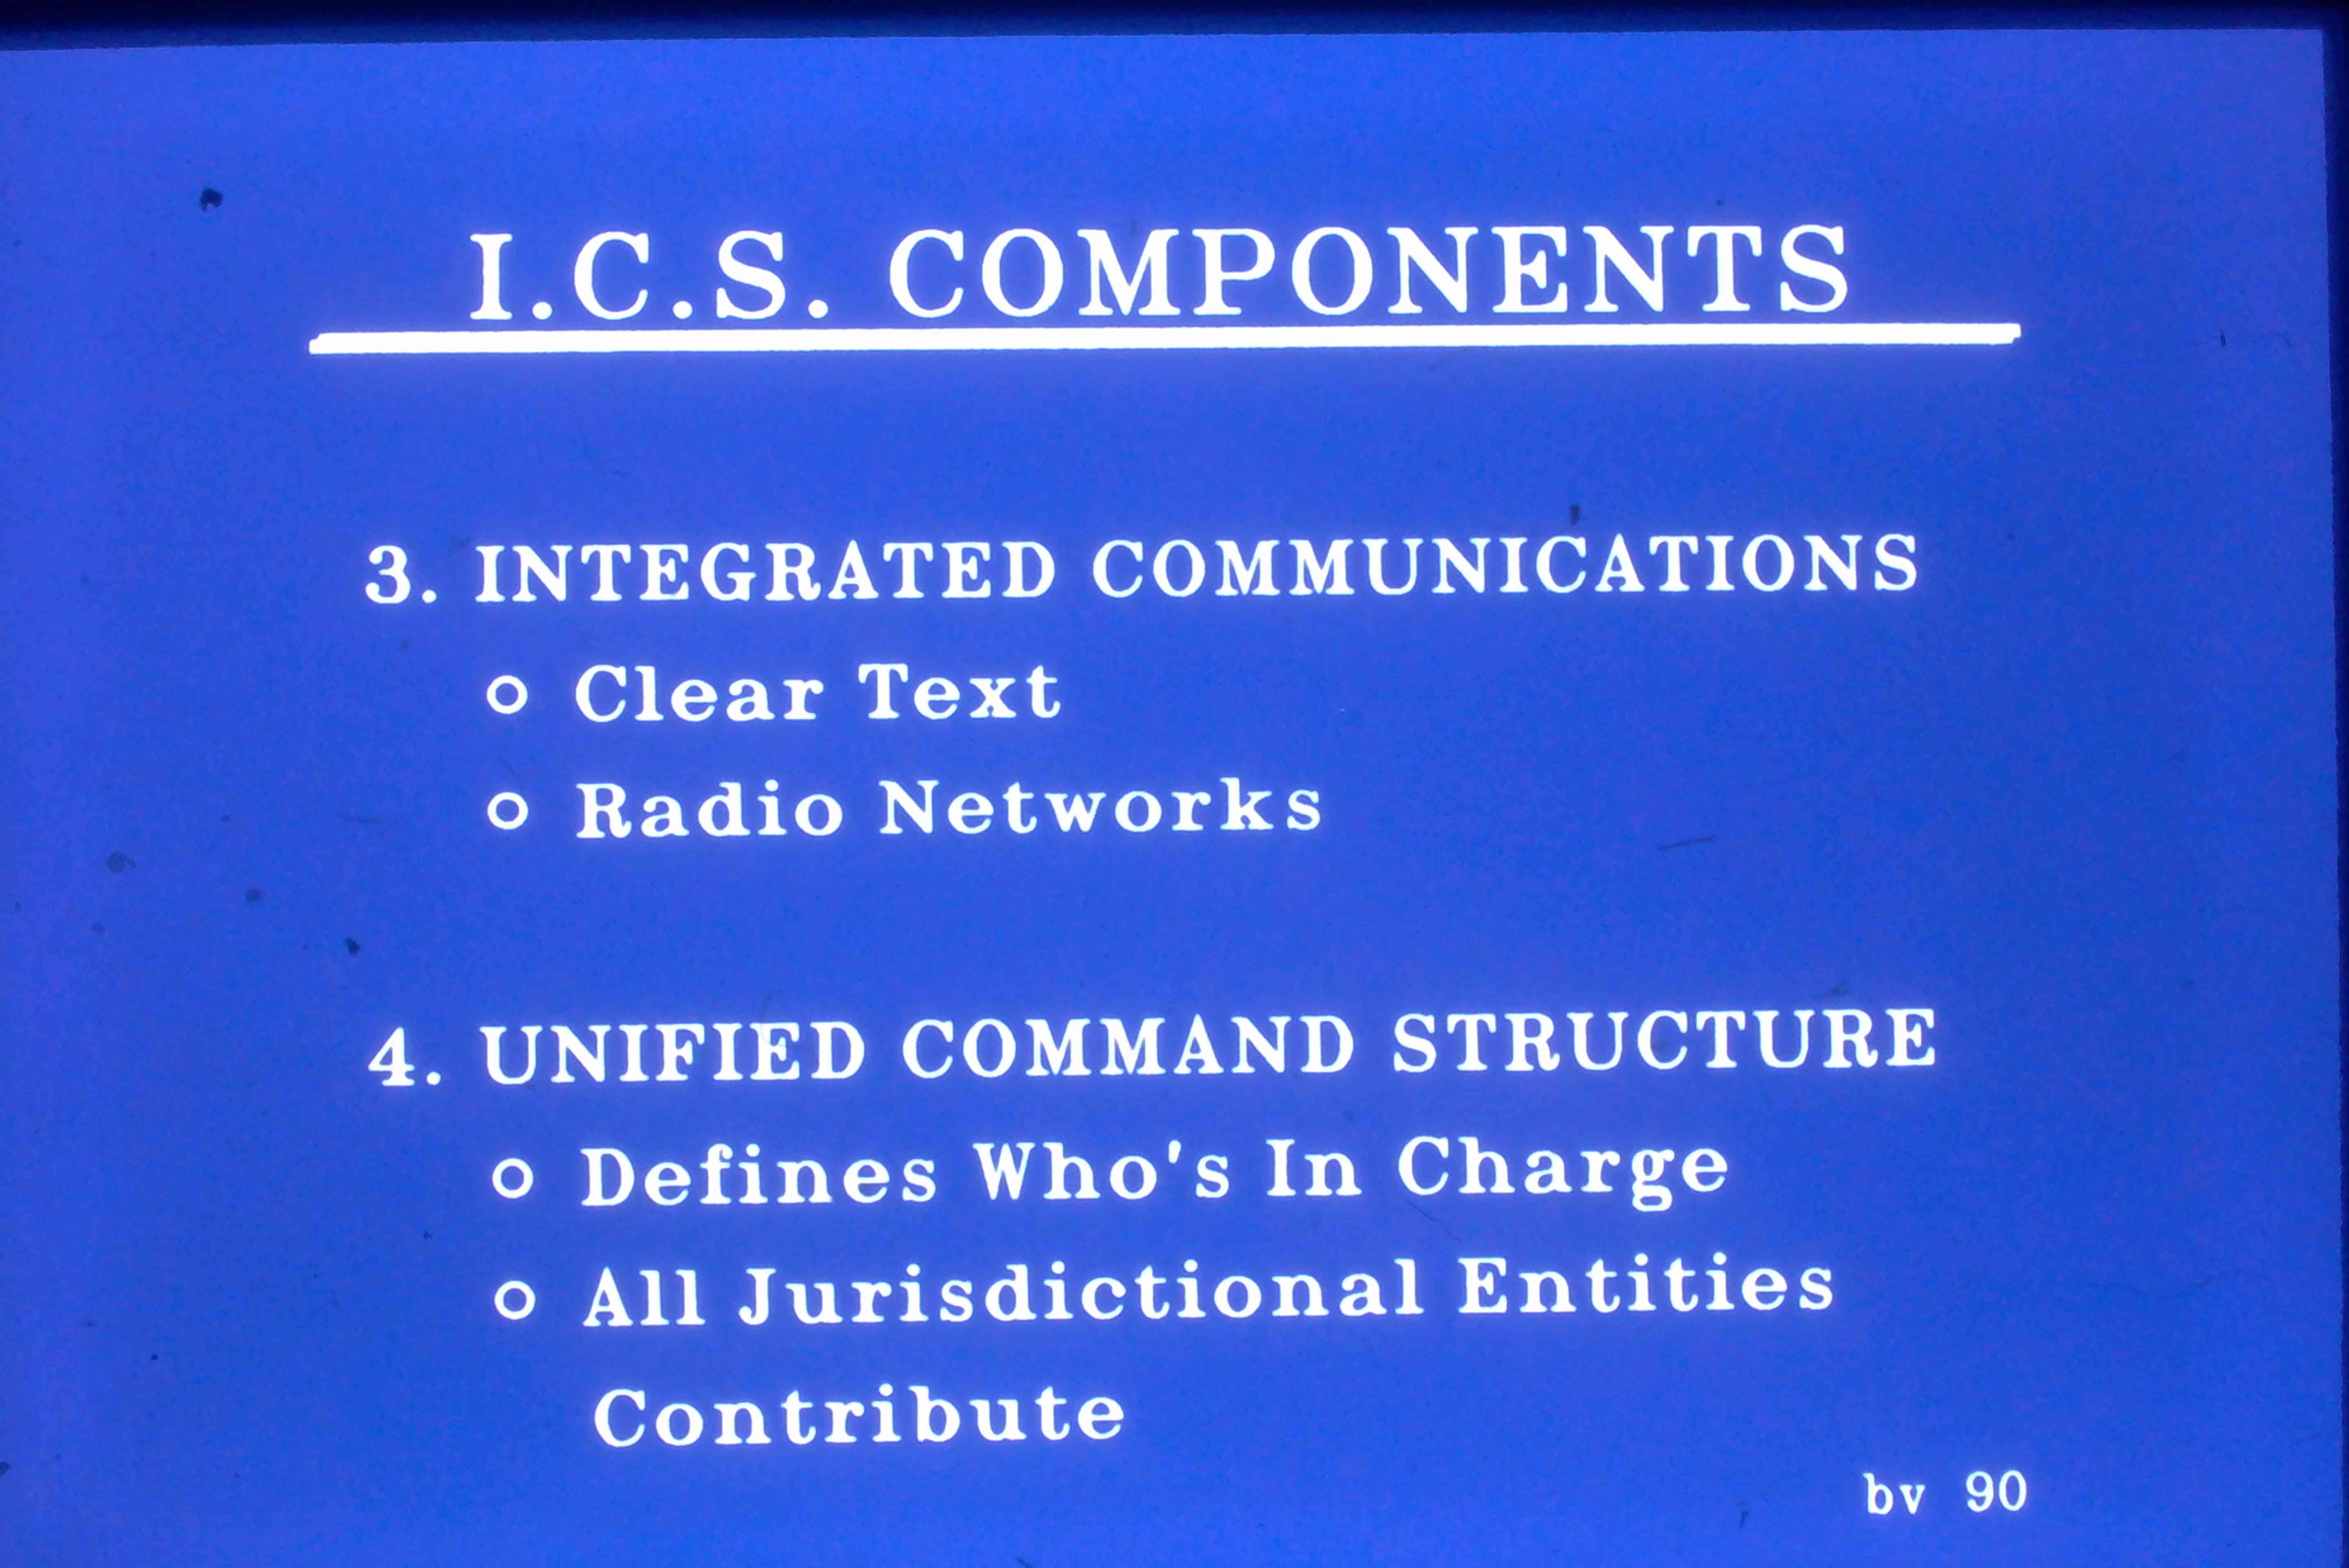 I.C.S. COMPONENTS
3. INTEGRATED COMMUNICATIONS
o Clear Text
o Radio Networks
4. UNIFIED COMMAND STRUCTURE
o Defines Who's In Charge
o All Jurisdictional Entities
Contribute
bv 90